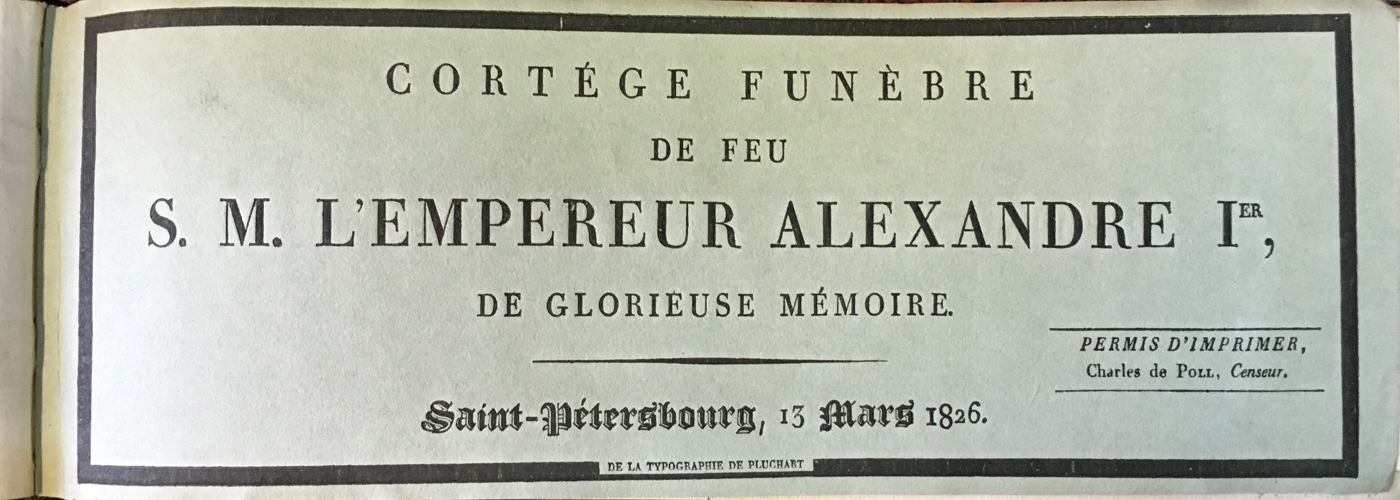 CORTÉGE FUNÈBRE
DE FEU
S. M. L'EMPEREUR ALEXANDRE I<sup>ER</sup>,
DE GLORIEUSE MÉMOIRE.
PERMIS D'IMPRIMER,
Charles de POLL, Censeur.
Saint-Pétersbourg, 13 Mars 1826.
DE LA TYPOGRAPHIE DE PLUCHART